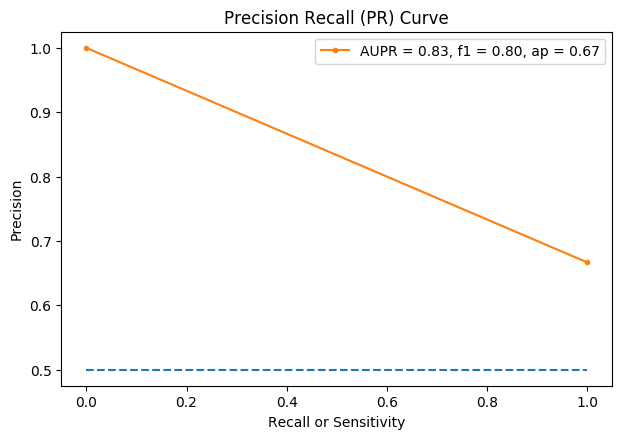 Precision Recall (PR) Curve
AUPR = 0.83, f1 = 0.80, ap = 0.67
1.0
0.9
0.8
0.7
0.6
0.5
Precision
0.0 0.2 0.4 0.6 0.8 1.0
Recall or Sensitivity